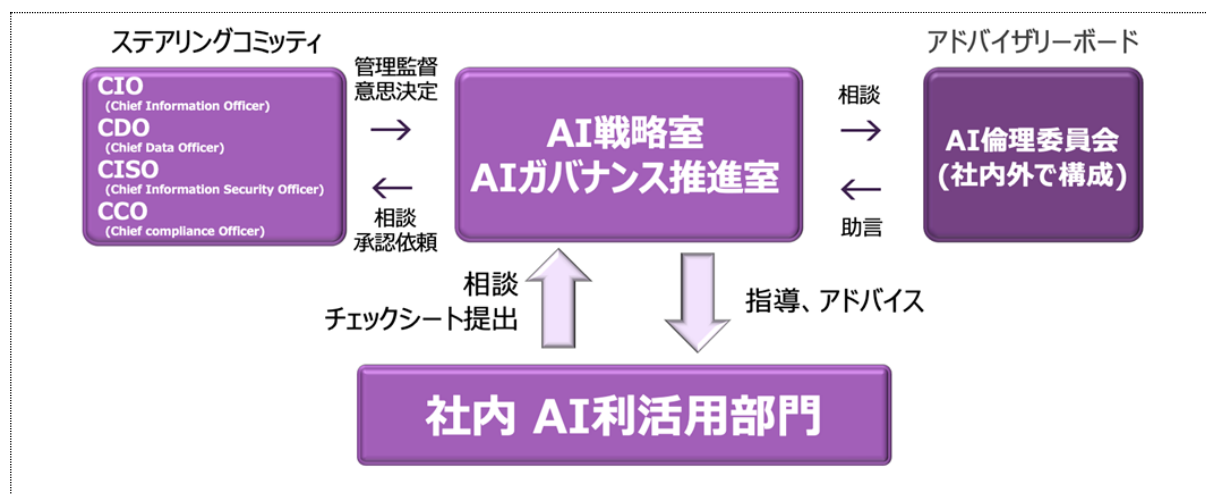 ステアリングコミッティ
CIO
(Chief Information Officer)
CDO
(Chief Data Officer)
CISO
(Chief Information Security Officer)
CCO
(Chief compliance Officer)
管理監督
意思決定
→
←
相談
承認依頼
AI戦略室
AIガバナンス推進室
相談
→
←
助言
アドバイザリーボード
AI倫理委員会
(社内外で構成)
相談
チェックシート提出
指導、アドバイス
社内 AI利活用部門